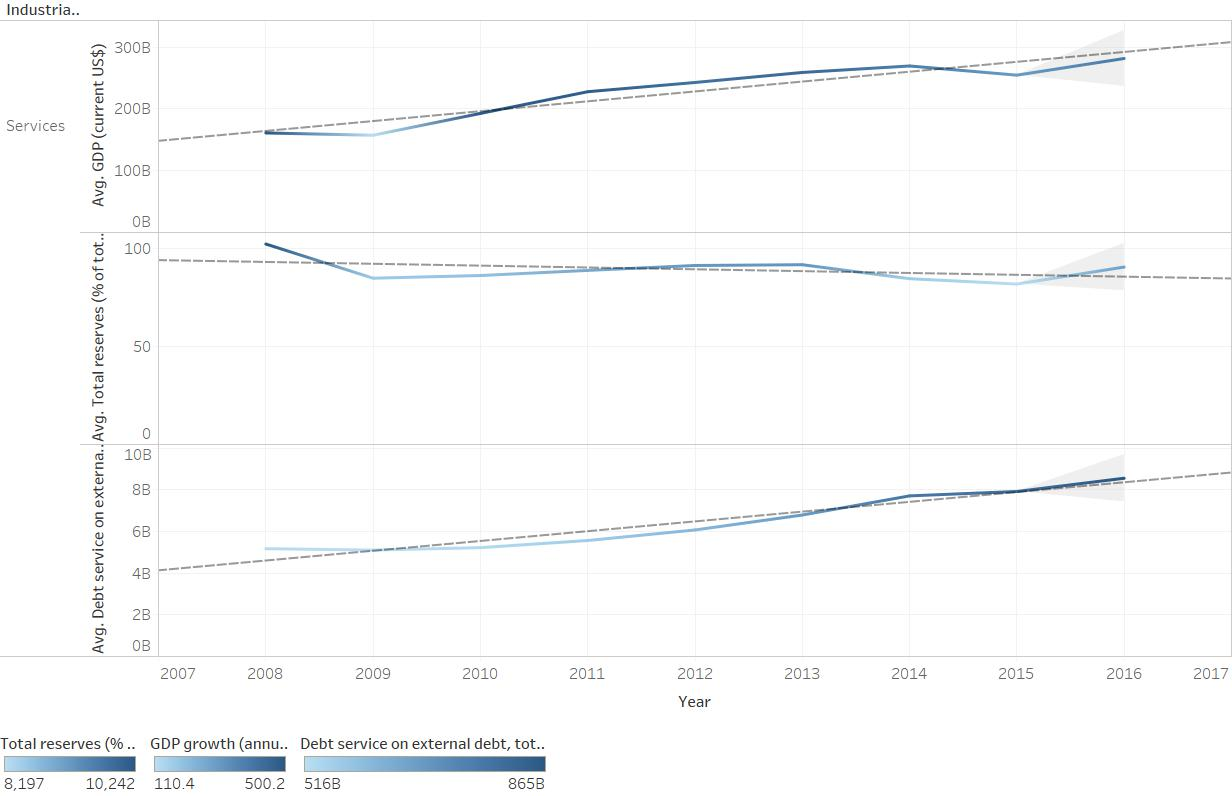 Industria..
Services
Avg. GDP (current US$)
300B
200B
100B
0B
Avg. Total reserves (% of tot..
100
50
0
Avg. Debt service on externa..
10B
8B
6B
4B
2B
0B
2007 2008 2009 2010 2011 2012 2013 2014 2015 2016 2017
Year
Total reserves (% .. GDP growth (annu.. Debt service on external debt, tot..
8,197 10,242 110.4 500.2 516B 865B